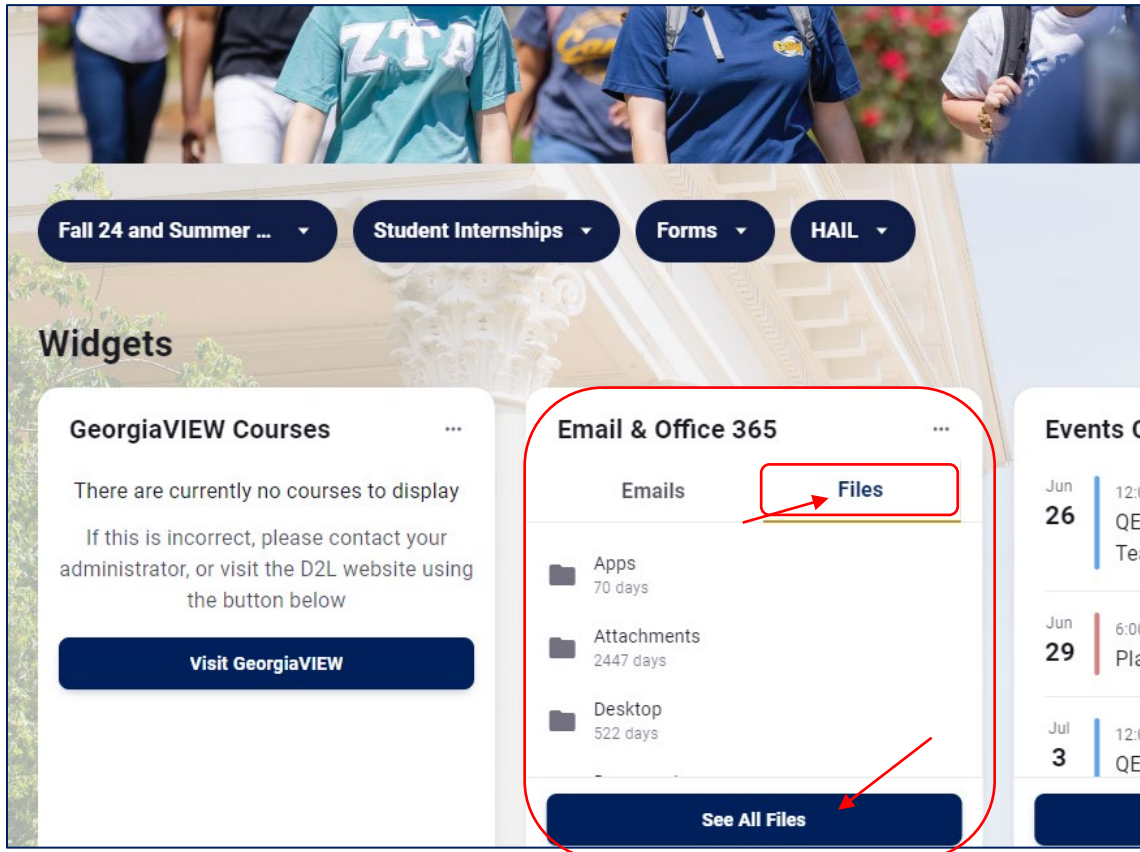 ZTA
Fall 24 and Summer ...
Student Internships
Forms
HAIL
Widgets
GeorgiaVIEW Courses
There are currently no courses to display
If this is incorrect, please contact your
administrator, or visit the D2L website using
the button below
Visit GeorgiaVIEW
Email & Office 365
Emails
Files
Apps
70 days
Attachments
2447 days
Desktop
522 days
See All Files
Events
Jun
26
QE
Jun
29
Jul
3
QE